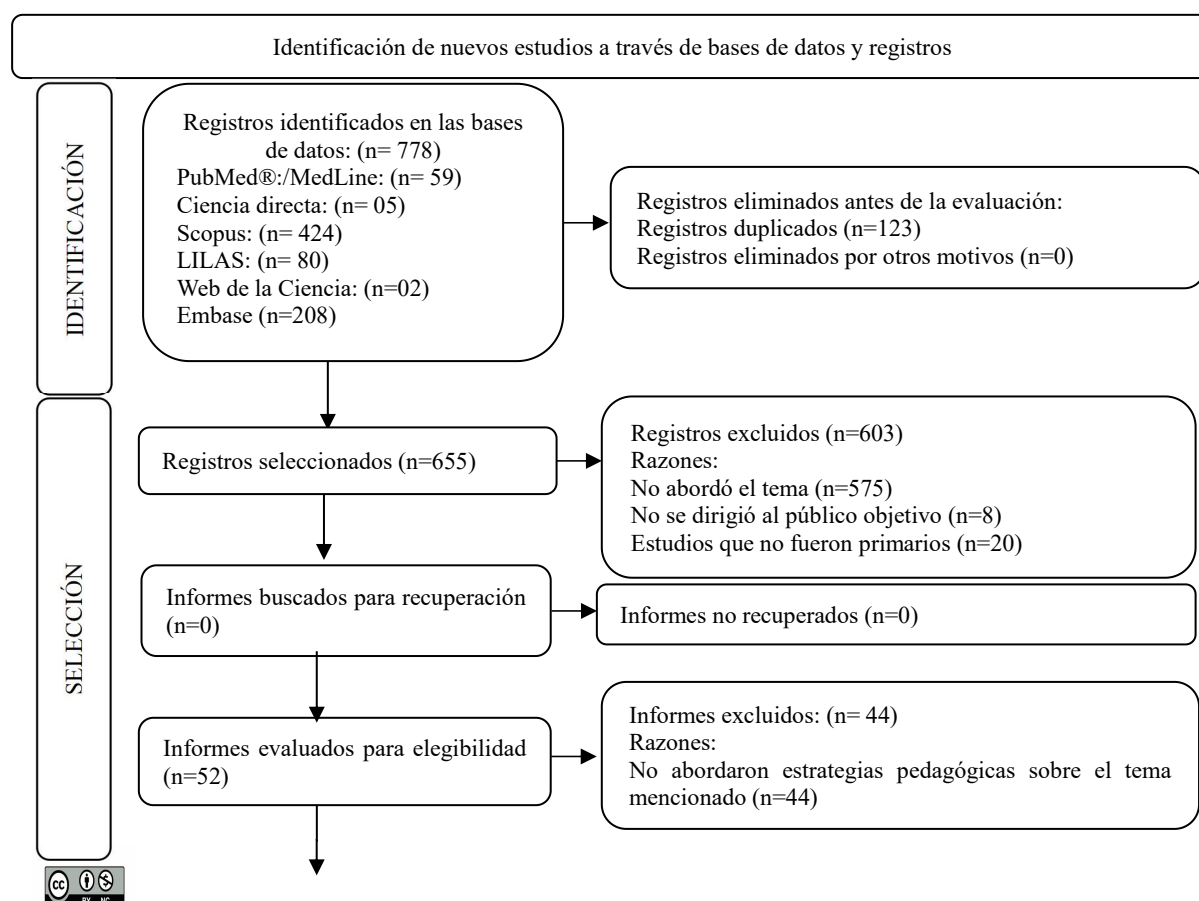 Identificación de nuevos estudios a través de bases de datos y registros
IDENTIFICACIÓN
Registros identificados en las bases
de datos: (n= 778)
PubMed®:/MedLine: (n= 59)
Ciencia directa: (n= 05)
Scopus: (n= 424)
LILAS: (n= 80)
Web de la Ciencia: (n=02)
Embase (n=208)
Registros eliminados antes de la evaluación:
Registros duplicados (n=123)
Registros eliminados por otros motivos (n=0)
SELECCIÓN
Registros seleccionados (n=655)
Registros excluidos (n=603)
Razones:
No abordó el tema (n=575)
No se dirigió al público objetivo (n=8)
Estudios que no fueron primarios (n=20)
Informes buscados para recuperación
(n=0)
Informes no recuperados (n=0)
Informes evaluados para elegibilidad
(n=52)
Informes excluidos: (n= 44)
Razones:
No abordaron estrategias pedagógicas sobre el tema
mencionado (n=44)
cc
BY NC